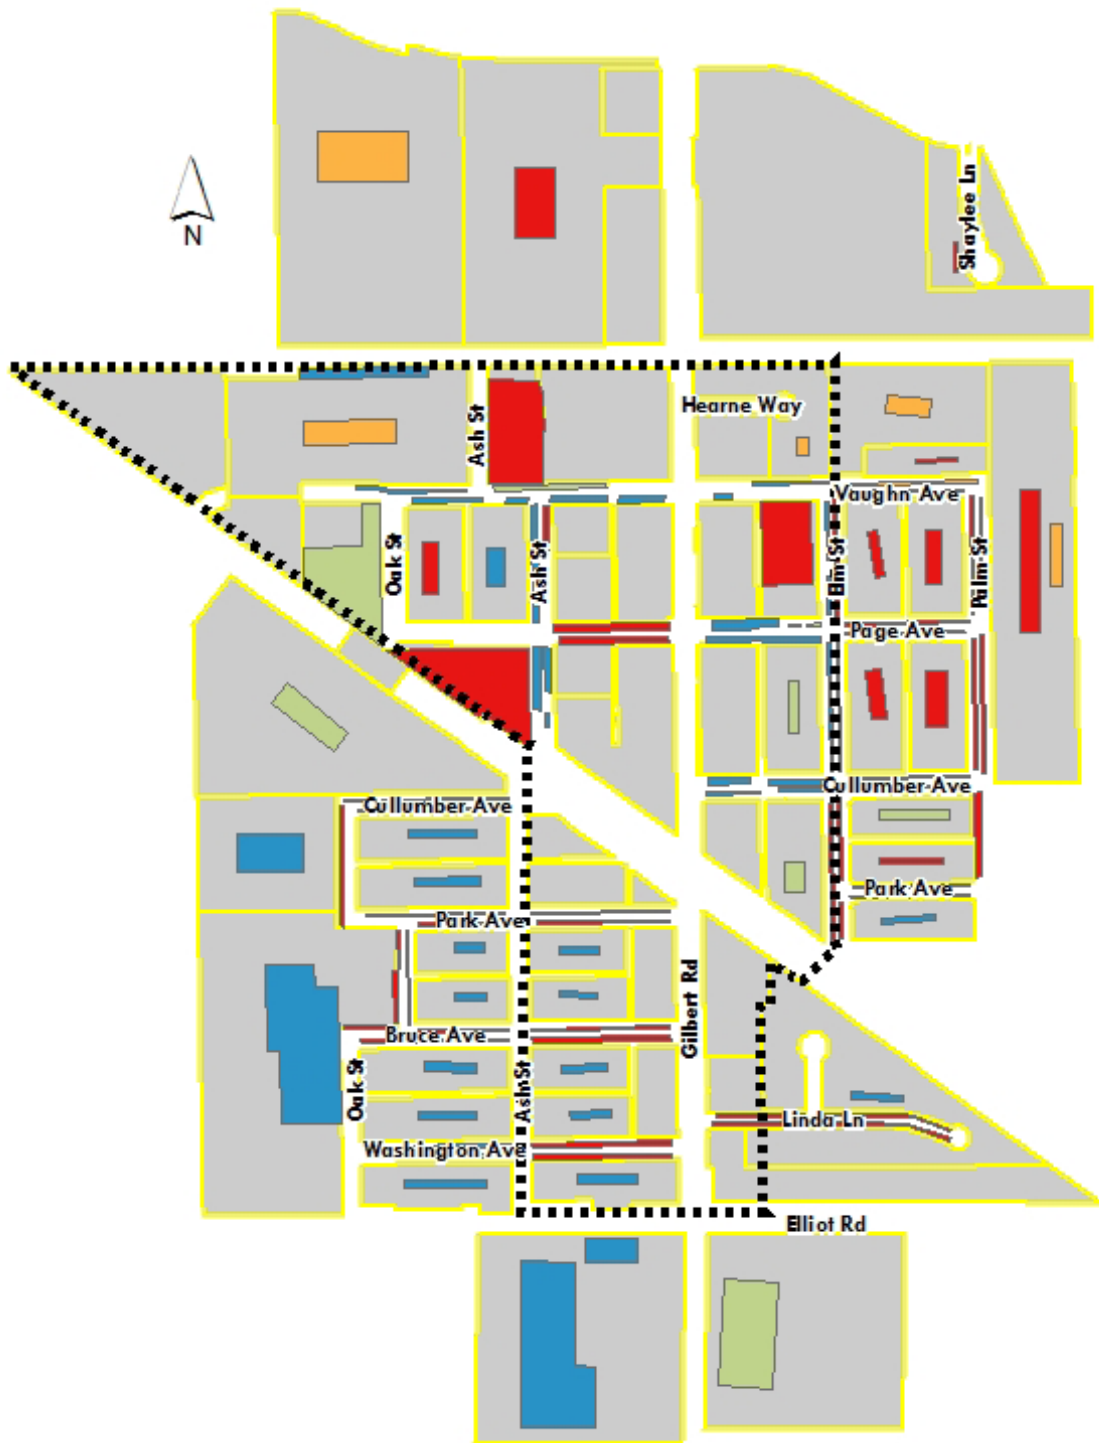 Shaylee Ln
N
Hearne Way
Ash St
Vaughn Ave
Oak St
Ash St
Elm St
Palm St
Page Ave
Cullumber Ave
Cullumber Ave
Park Ave
Park Ave
Gilbert Rd
Bruce Ave
Oak St
Ash St
Linda Ln
Washington Ave
Elliot Rd